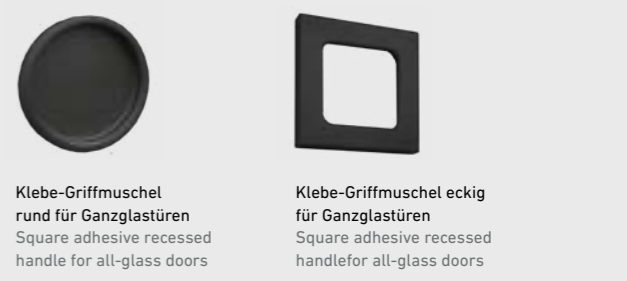 Klebe-Griffmuschel
rund für Ganzglastüren
Square adhesive recessed
handle for all-glass doors
Klebe-Griffmuschel eckig
für Ganzglastüren
Square adhesive recessed
handlefor all-glass doors